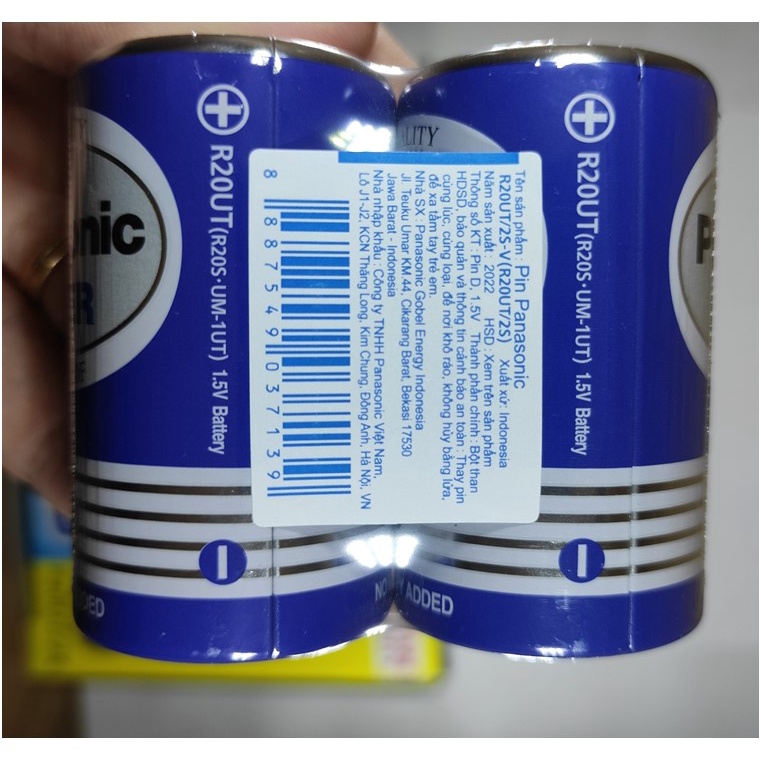 nic
R
R20UT(R20S·UM-1UT) 1.5V Battery
DED
LITY
R20UT(R20S·UM-1UT) 1.5V Battery
ADDED
Tên sản phẩm: Pin Panasonic
R20UT/2S-V(R20UT/2S) Xuất xứ: Indonesia
Năm sản xuất: 2022 HSD: Xem trên sản phẩm
Thông số KT: Pin D, 1.5V Thành phần chính: Bột than
HDSD, bảo quản và thông tin cảnh báo an toàn: Thay pin
cùng lúc, cùng loại, để nơi khô ráo, không hủy bằng lửa,
để xa tầm tay trẻ em.
Nhà SX: Panasonic Gobel Energy Indonesia
Jl. Teuku Umar KM.44, Cikarang Barat, Bekasi 17530
Jawa Barat - Indonesia
Nhà nhập khẩu: Công ty TNHH Panasonic Việt Nam,
Lô J1-J2, KCN Thăng Long, Kim Chung, Đông Anh, Hà Nội, VN
8 887549 037139